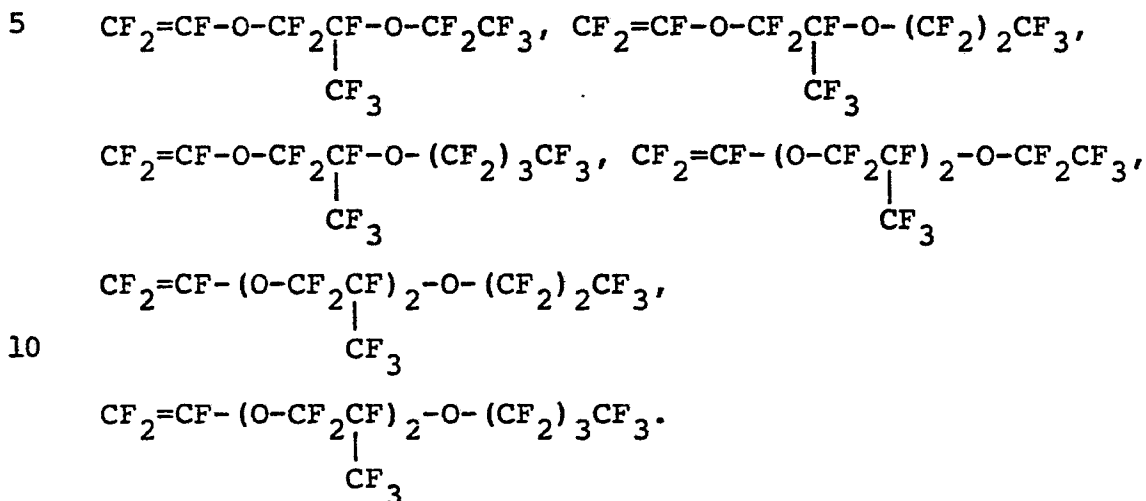 5 CF2=CF-O-CF2CF-O-CF2CF3, CF2=CF-O-CF2CF-O-(CF2)2CF3,
CF3 CF3
CF2=CF-O-CF2CF-O-(CF2)3CF3, CF2=CF-(O-CF2CF)2-O-CF2CF3,
CF3 CF3
CF2=CF-(O-CF2CF)2-O-(CF2)2CF3,
10 CF3
CF2=CF-(O-CF2CF)2-O-(CF2)3CF3.
CF3